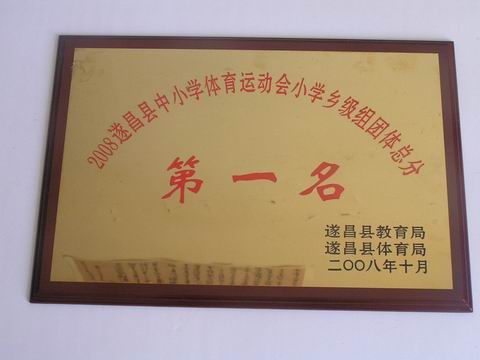 2008遂昌县中小学体育运动会小学乡级组团体总分
第一名
遂昌县教育局
遂昌县体育局
二〇〇八年十月